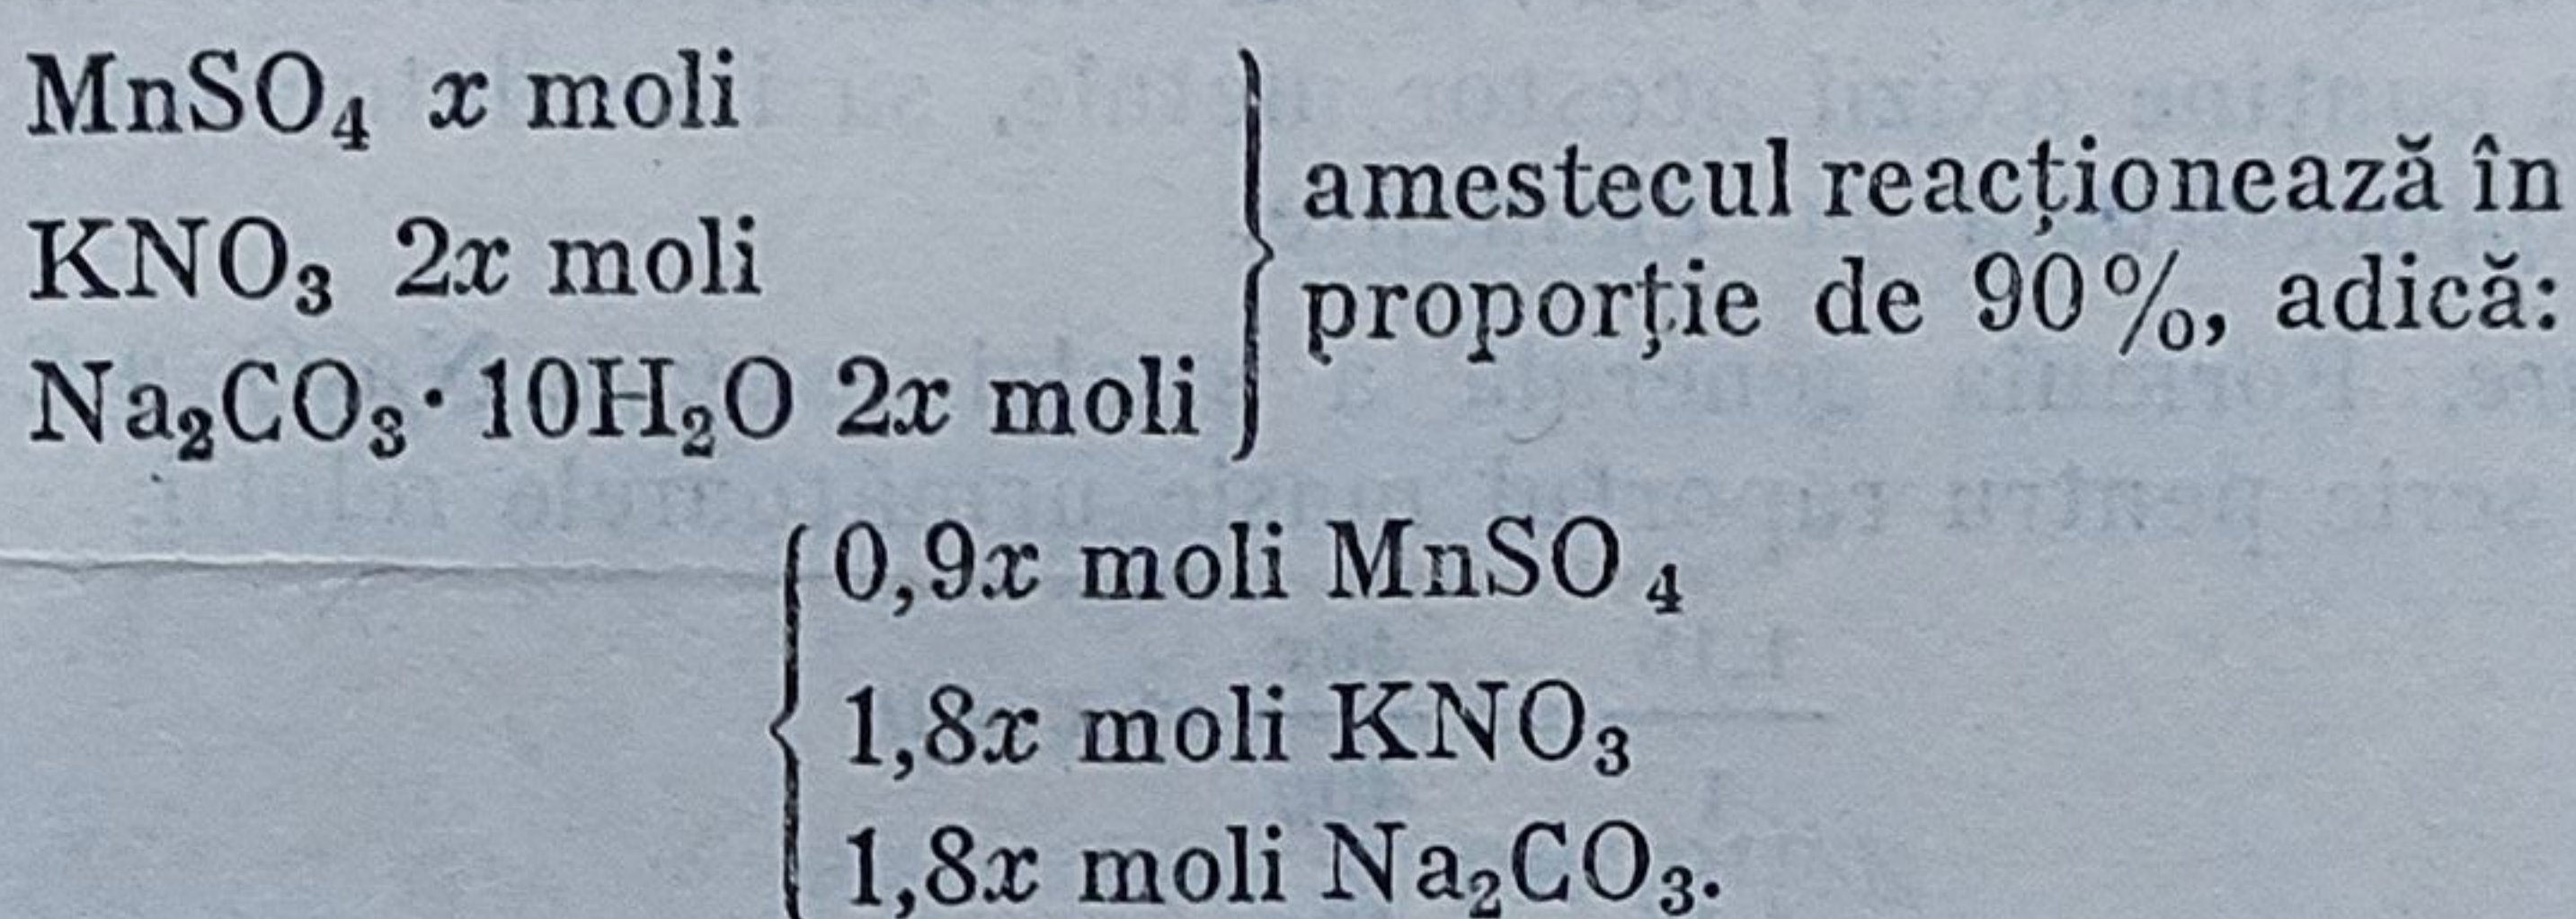 MnSO₄ x moli
KNO₃ 2x moli
Na₂CO₃·10H₂O 2x moli
amestecul reacționează în
proporție de 90%, adică:
0,9x moli MnSO₄
1,8x moli KNO₃
1,8x moli Na₂CO₃.